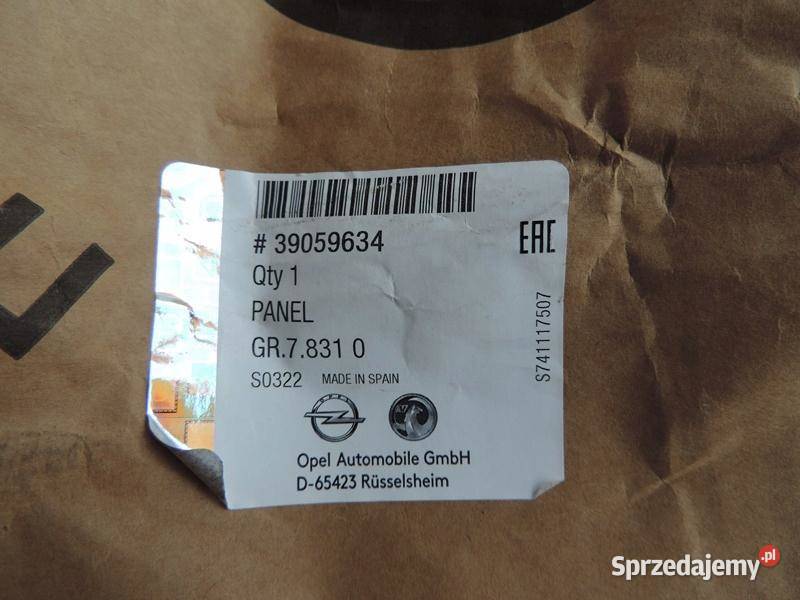 # 39059634
EAC
Qty 1
PANEL
GR.7.831 0
S0322 MADE IN SPAIN
S741117507
OPEL
Opel Automobile GmbH
D-65423 Rüsselsheim
Sprzedajemy.pl